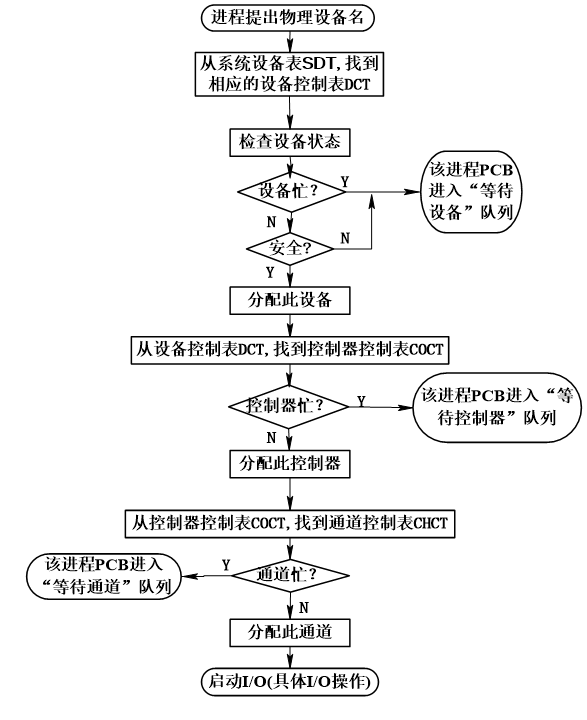 进程提出物理设备名
从系统设备表SDT,找到
相应的设备控制表DCT
检查设备状态
设备忙?
Y
该进程PCB
进入“等待
设备”队列
N
安全?
N
Y
分配此设备
从设备控制表DCT,找到控制器控制表COCT
控制器忙?
Y
该进程PCB进入“等
待控制器”队列
N
分配此控制器
从控制器控制表COCT,找到通道控制表CHCT
该进程PCB进入
“等待通道”队列
Y
通道忙?
N
分配此通道
启动I/O(具体I/O操作)